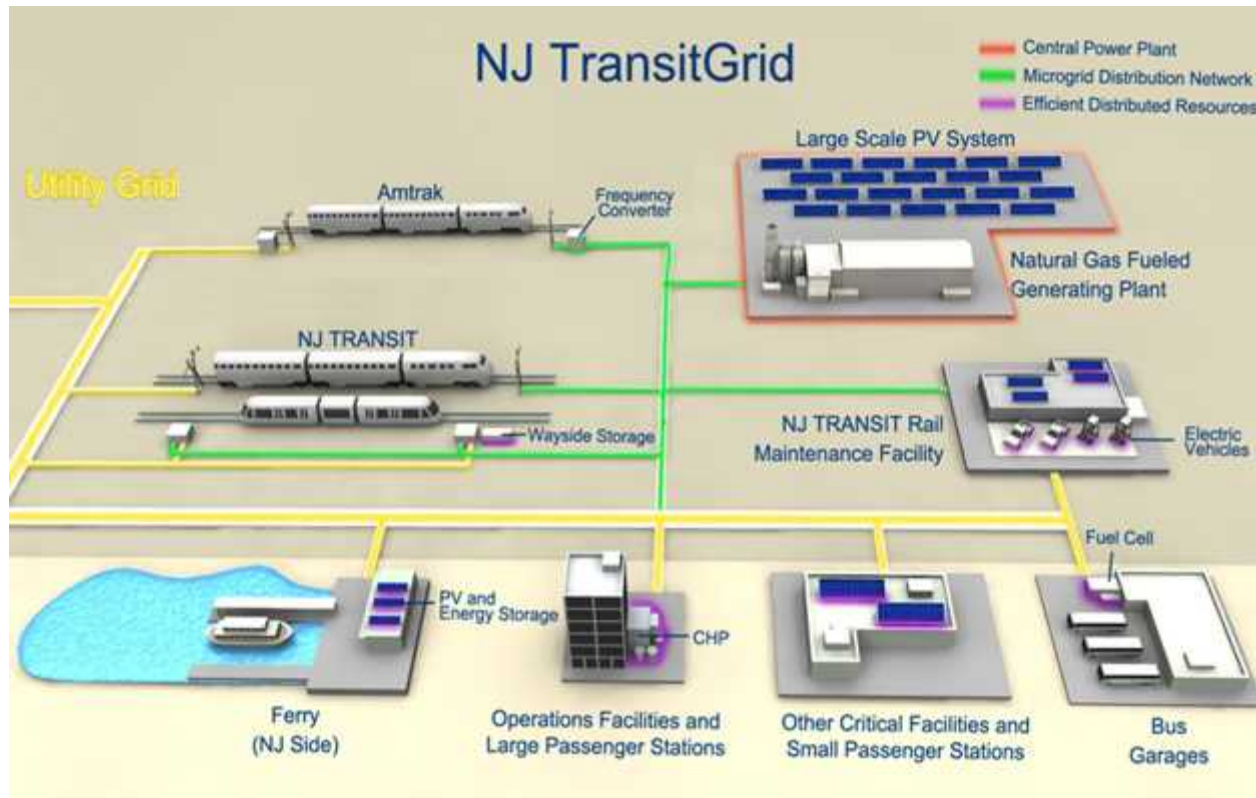 NJ TransitGrid
Central Power Plant
Microgrid Distribution Network
Efficient Distributed Resources
Large Scale PV System
Utility Grid
Amtrak
Frequency
Converter
Natural Gas Fueled
Generating Plant
NJ TRANSIT
Wayside Storage
NJ TRANSIT Rail
Maintenance Facility
Electric
Vehicles
Fuel Cell
PV and
Energy Storage
CHP
Ferry
(NJ Side)
Operations Facilities and
Large Passenger Stations
Other Critical Facilities and
Small Passenger Stations
Bus
Garages